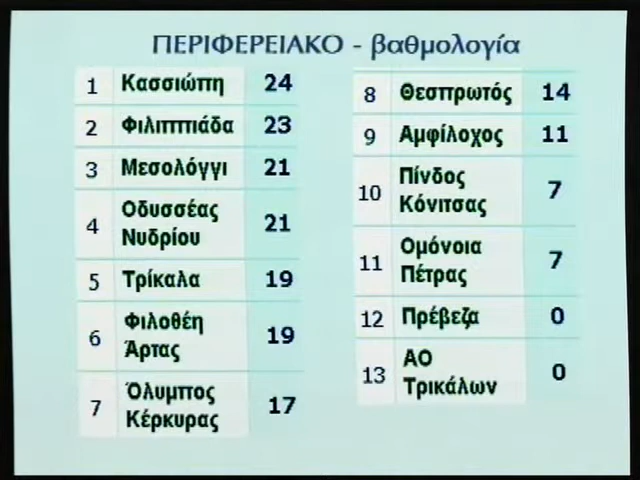 ΠΕΡΙΦΕΡΕΙΑΚΟ - βαθμολογία
1 Κασσιώπη 24
2 Φιλιππιάδα 23
3 Μεσολόγγι 21
4 Οδυσσέας Νυδρίου 21
5 Τρίκαλα 19
6 Φιλοθέη Άρτας 19
7 Όλυμπος Κέρκυρας 17
8 Θεσπρωτός 14
9 Αμφίλοχος 11
10 Πίνδος Κόνιτσας 7
11 Ομόνοια Πέτρας 7
12 Πρέβεζα 0
13 ΑΟ Τρικάλων 0